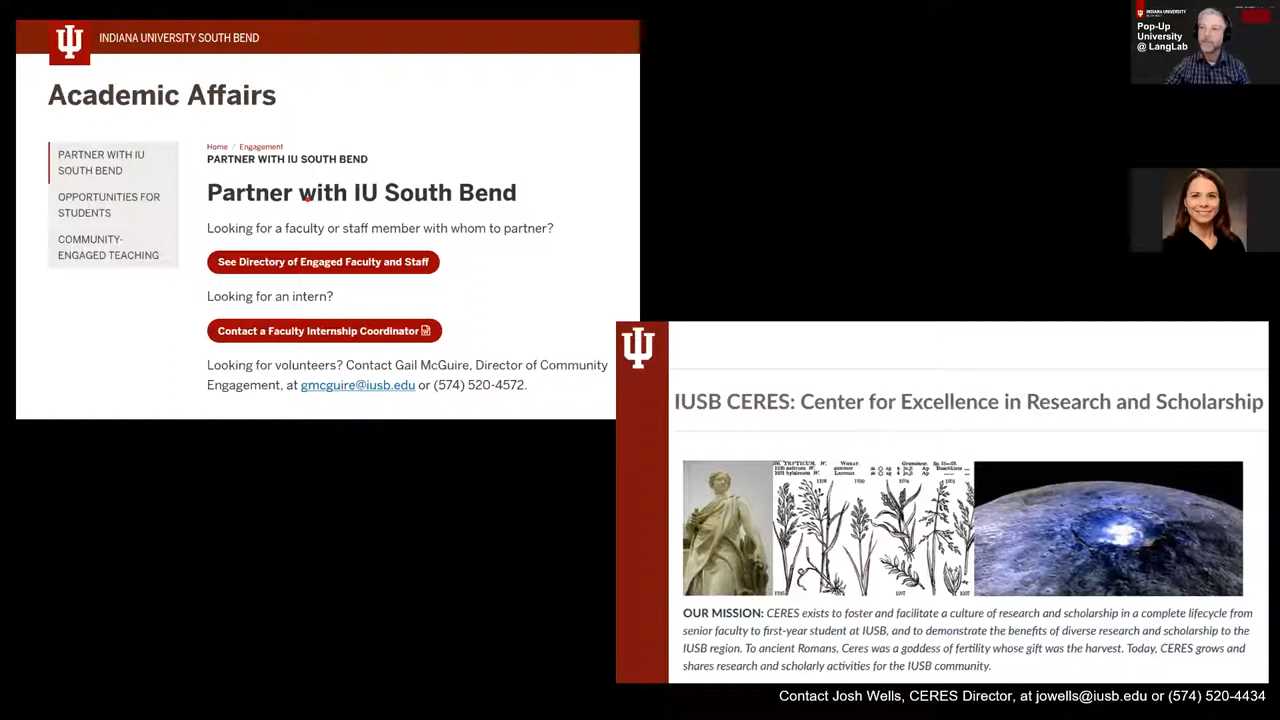 INDIANA UNIVERSITY SOUTH BEND
Academic Affairs
PARTNER WITH IU
SOUTH BEND
OPPORTUNITIES FOR
STUDENTS
COMMUNITY-
ENGAGED TEACHING
Home / Engagement
PARTNER WITH IU SOUTH BEND
Partner with IU South Bend
Looking for a faculty or staff member with whom to partner?
See Directory of Engaged Faculty and Staff
Looking for an intern?
Contact a Faculty Internship Coordinator
Looking for volunteers? Contact Gail McGuire, Director of Community
Engagement, at gmcguire@iusb.edu or (574) 520-4572.
INDIANA UNIVERSITY
Pop-Up
University
@ LangLab
IUSB CERES: Center for Excellence in Research and Scholarship
OUR MISSION: CERES exists to foster and facilitate a culture of research and scholarship in a complete lifecycle from
senior faculty to first-year student at IUSB, and to demonstrate the benefits of diverse research and scholarship to the
IUSB region. To ancient Romans, Ceres was a goddess of fertility whose gift was the harvest. Today, CERES grows and
shares research and scholarly activities for the IUSB community.
Contact Josh Wells, CERES Director, at jowells@iusb.edu or (574) 520-4434